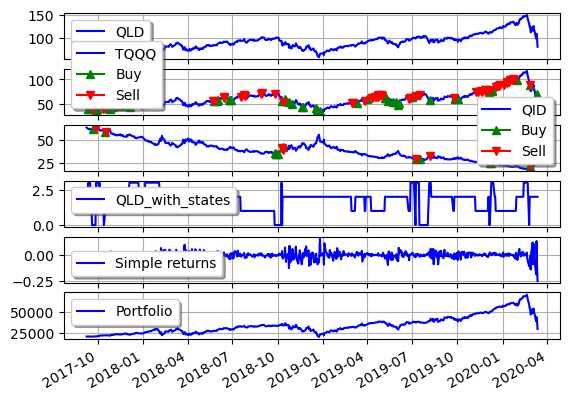 150
100
QLD
TQQQ
Buy
Sell
100
50
QID
Buy
Sell
50
25
2.5
0.0
QLD_with_states
0.00
−0.25
Simple returns
50000
25000
Portfolio
2017-10
2018-01
2018-04
2018-07
2018-10
2019-01
2019-04
2019-07
2019-10
2020-01
2020-04